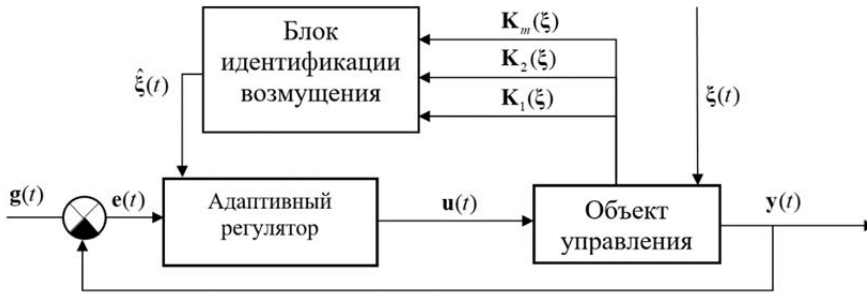 Блок
идентификации
возмущения
K_m(ξ)
K_2(ξ)
K_1(ξ)
ξ̂(t)
ξ(t)
g(t)
e(t)
Адаптивный
регулятор
u(t)
Объект
управления
y(t)